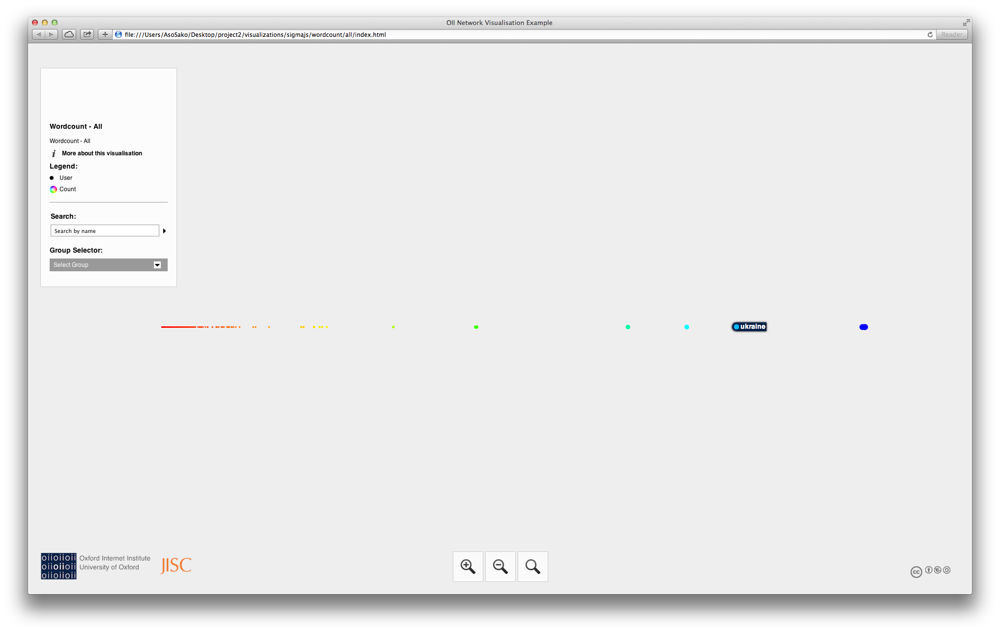 OII Network Visualisation Example
file:///Users/AsoSako/Desktop/project2/visualizations/sigmajs/wordcount/all/index.html
Reader
Wordcount - All
Wordcount - All
i More about this visualisation
Legend:
User
Count
Search:
Search by name
Group Selector:
Select Group
ukraine
oiioiioii
oiioiioii
oiioiioii
Oxford Internet Institute
University of Oxford
JISC
cc